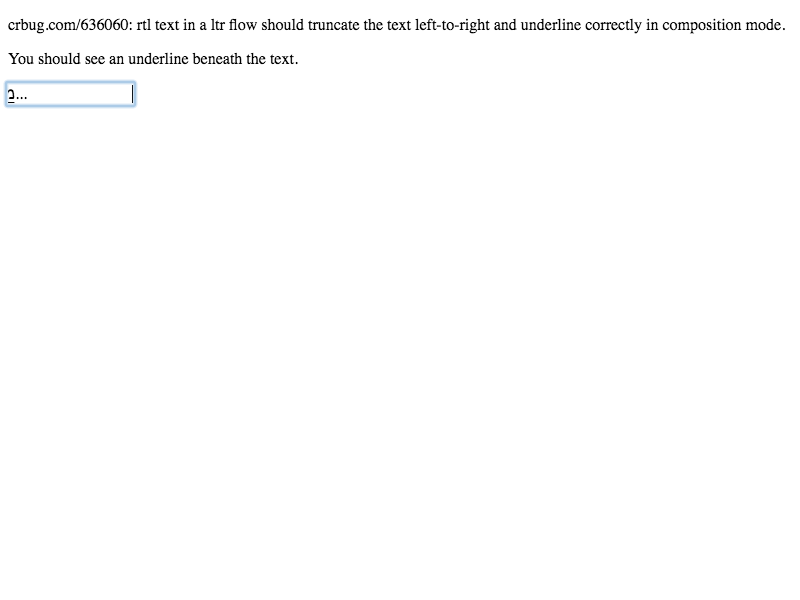 crbug.com/636060: rtl text in a ltr flow should truncate the text left-to-right and underline correctly in composition mode.
You should see an underline beneath the text.
...